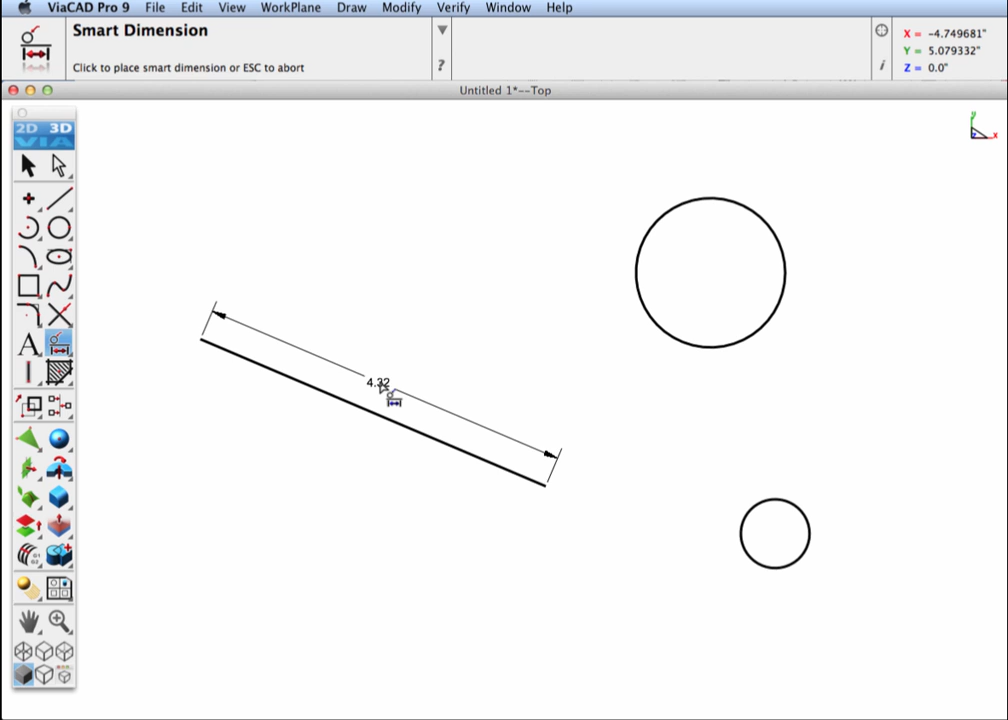 ViaCAD Pro 9 File Edit View WorkPlane Draw Modify Verify Window Help
Smart Dimension
Click to place smart dimension or ESC to abort
?
i
X = -4.749681"
Y = 5.079332"
Z = 0.0"
Untitled 1*--Top
2D 3D
VIA
A
y
x
4.32